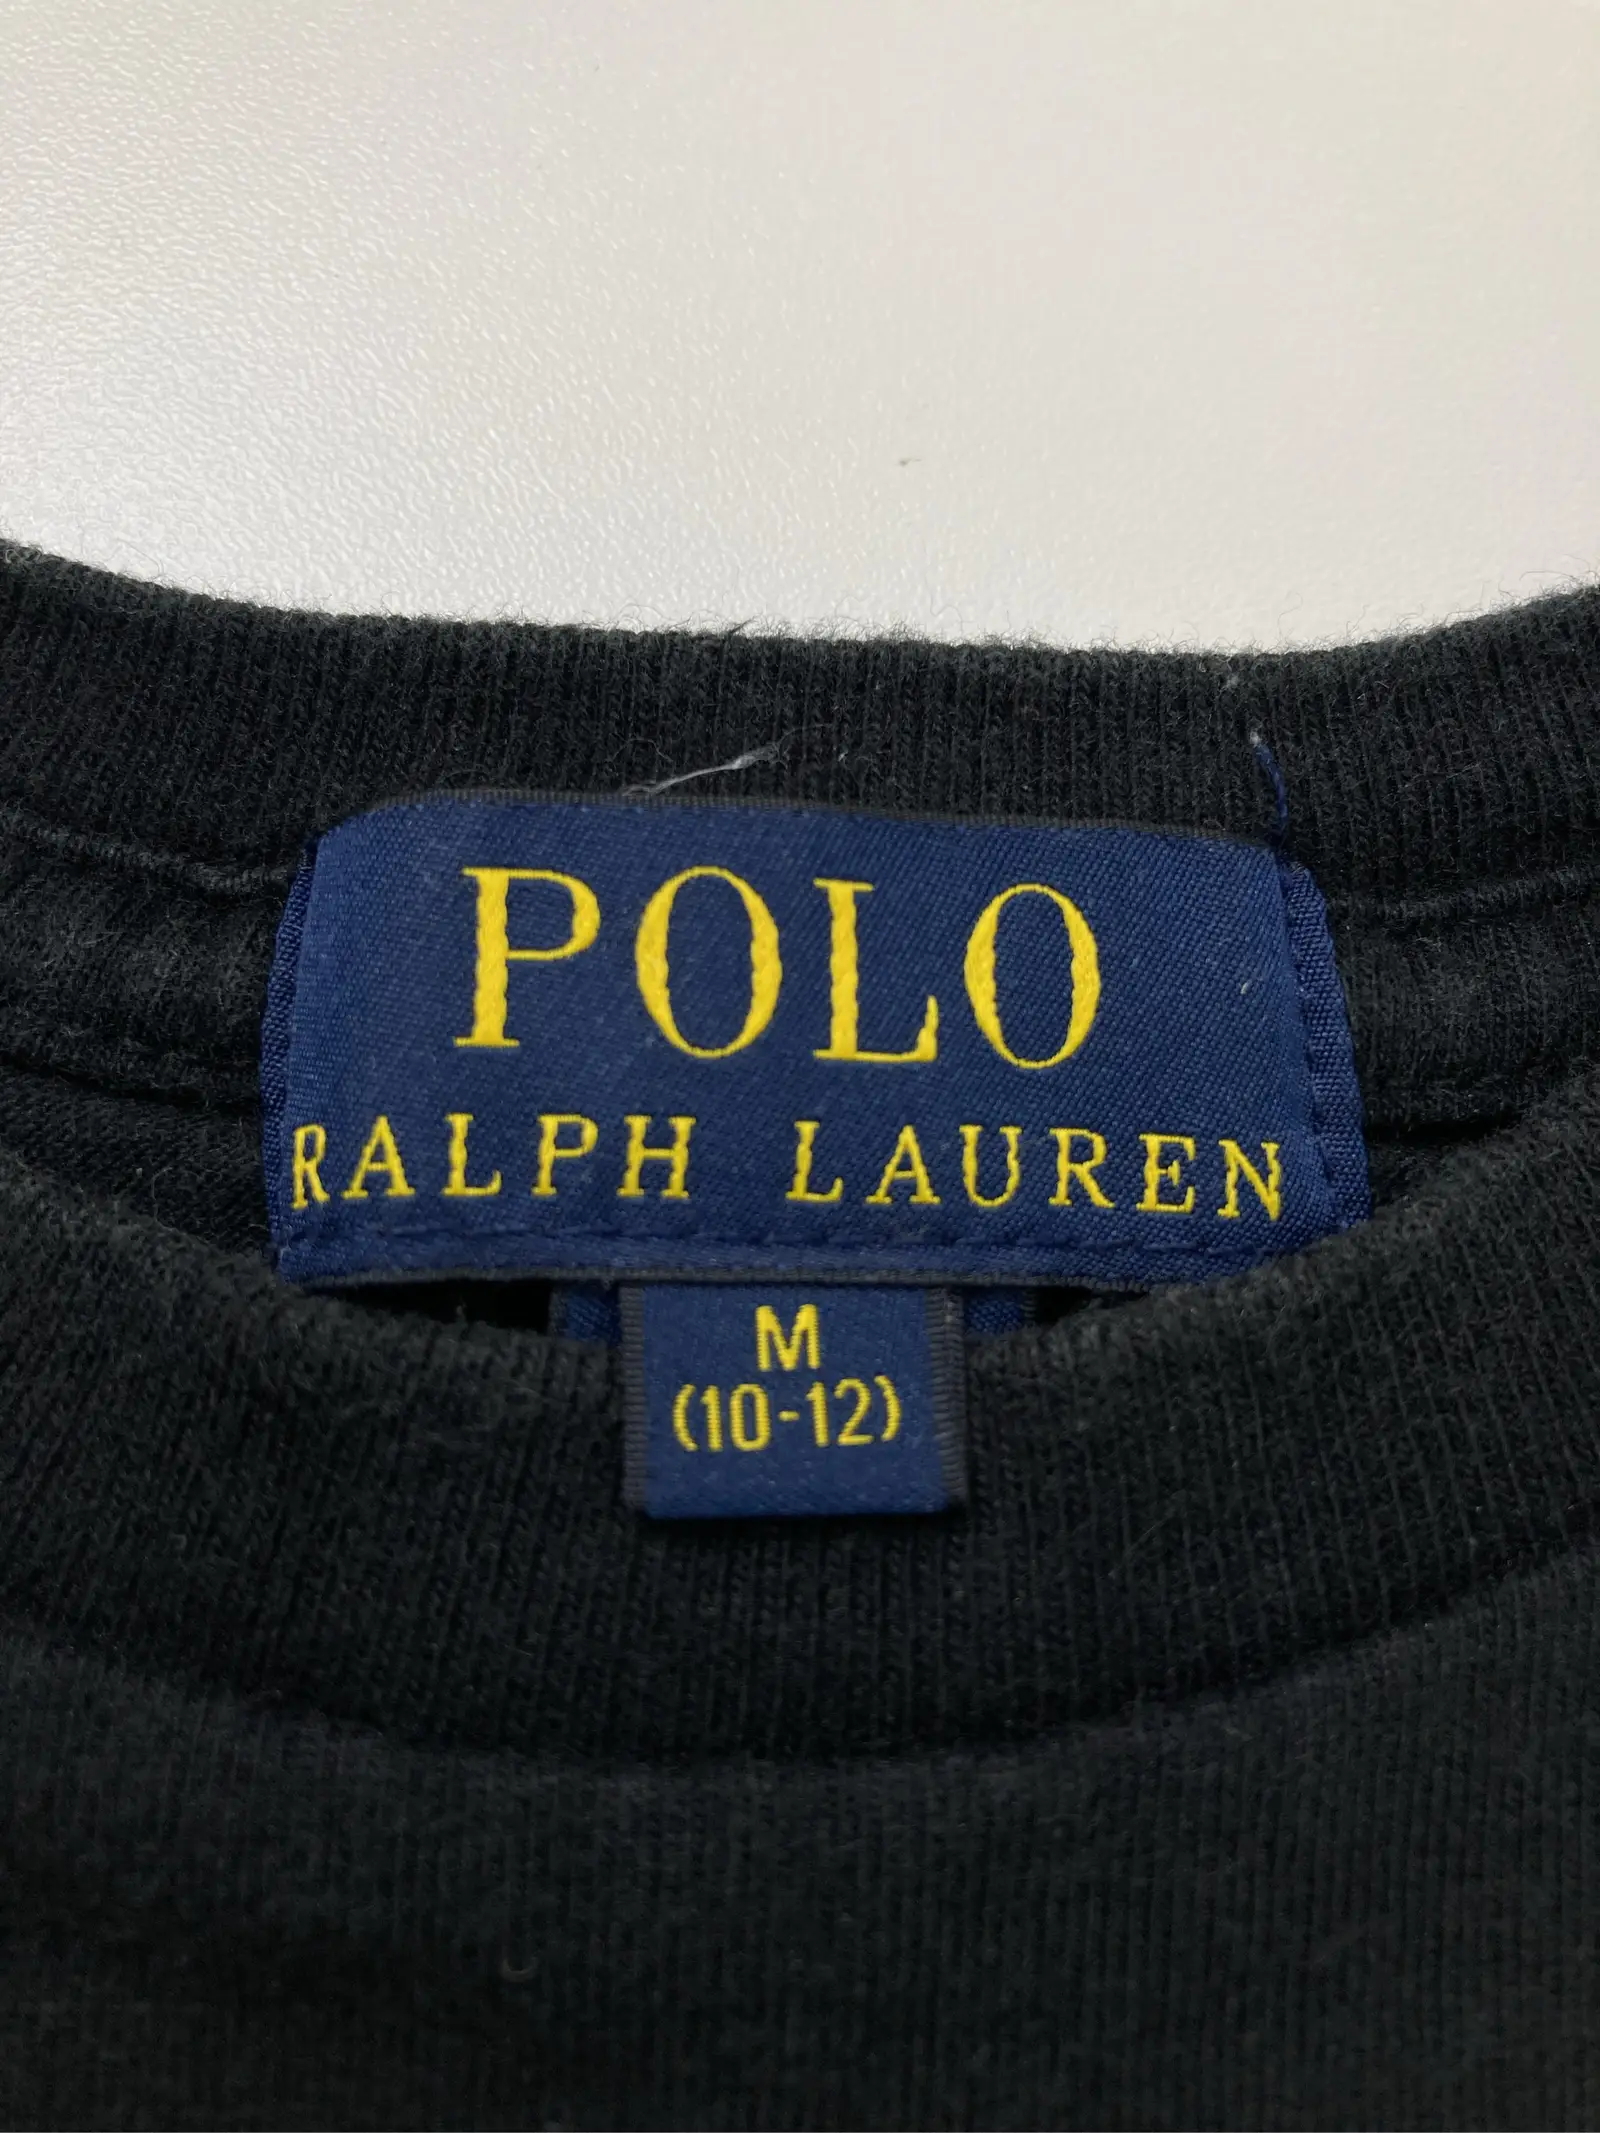 POLO
RALPH LAUREN
M
(10-12)